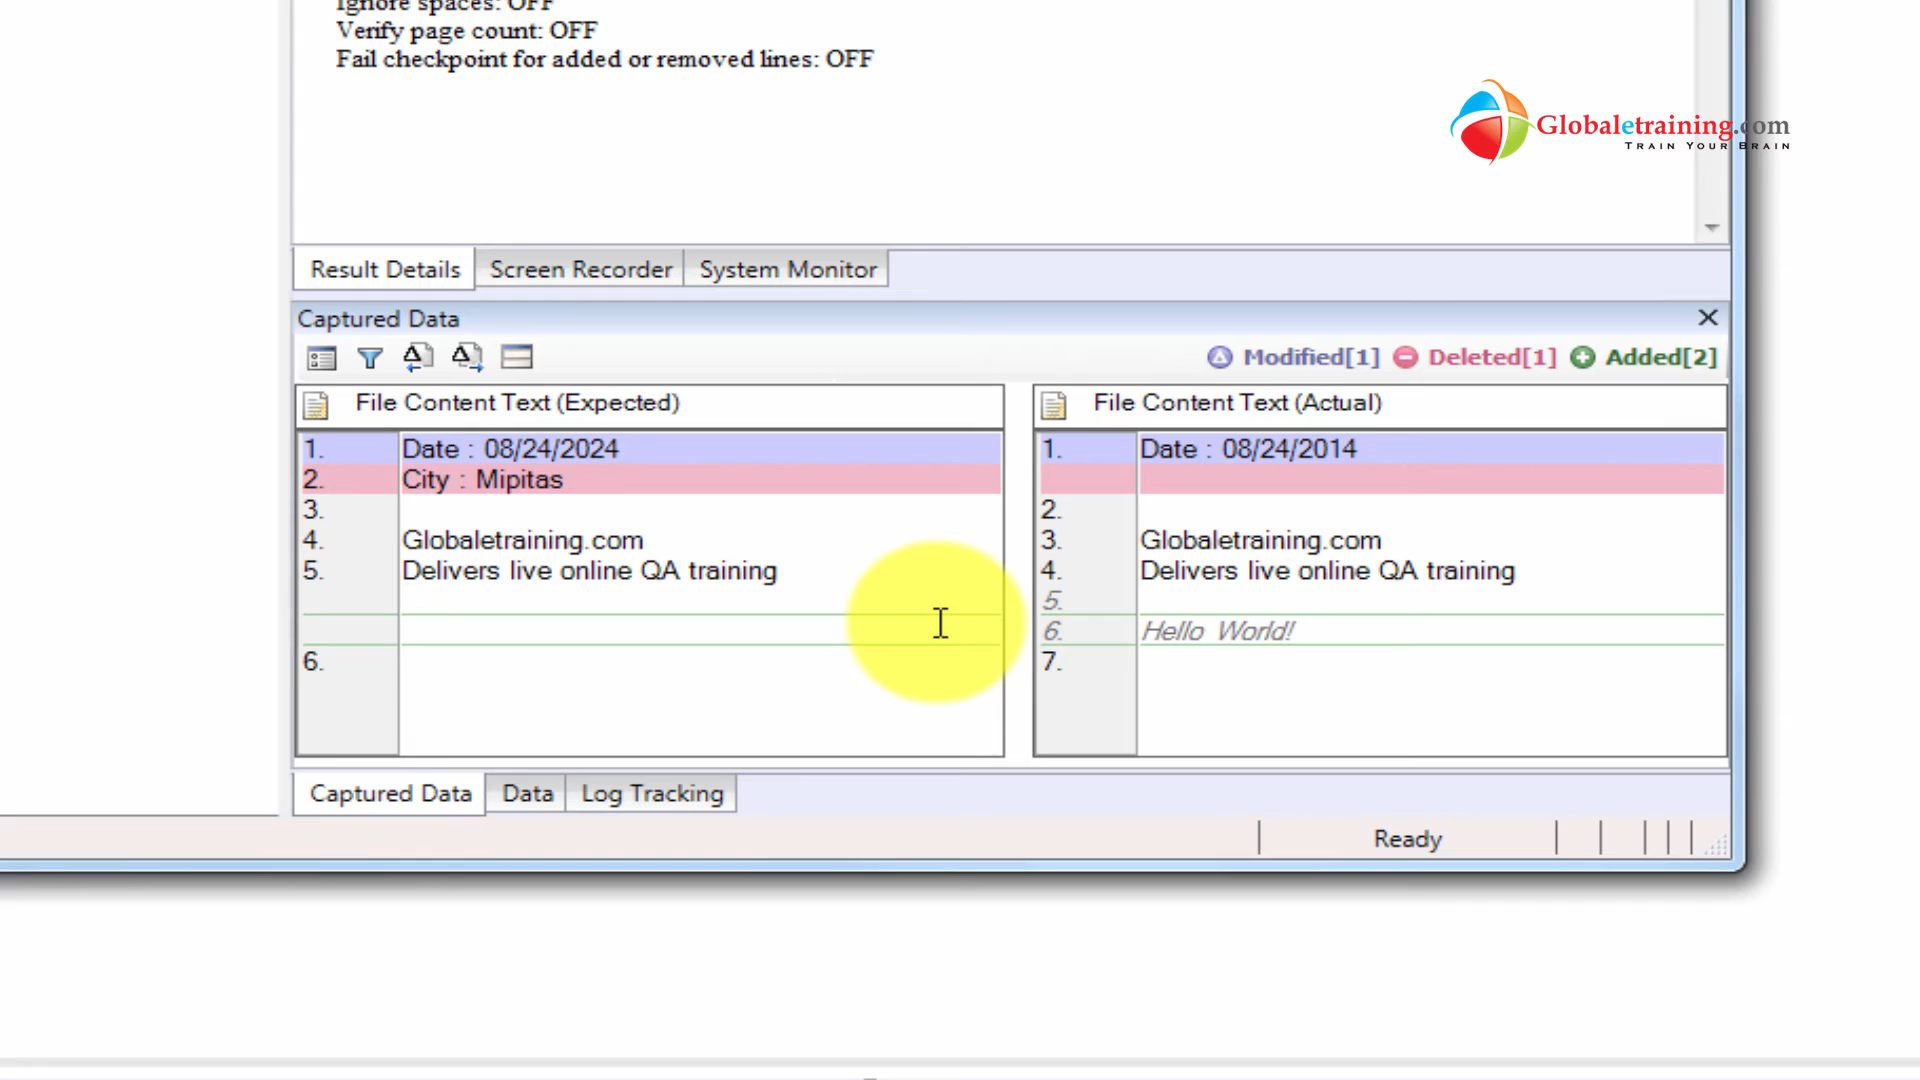 Ignore spaces: OFF
Verify page count: OFF
Fail checkpoint for added or removed lines: OFF
Globaletraining.com
TRAIN YOUR BRAIN
Result Details Screen Recorder System Monitor
Captured Data
Modified[1] Deleted[1] Added[2]
File Content Text (Expected)
1. Date : 08/24/2024
2. City : Mipitas
3.
4. Globaletraining.com
5. Delivers live online QA training
6.
File Content Text (Actual)
1. Date : 08/24/2014
2.
3. Globaletraining.com
4. Delivers live online QA training
5.
6. Hello World!
7.
Captured Data Data Log Tracking
Ready